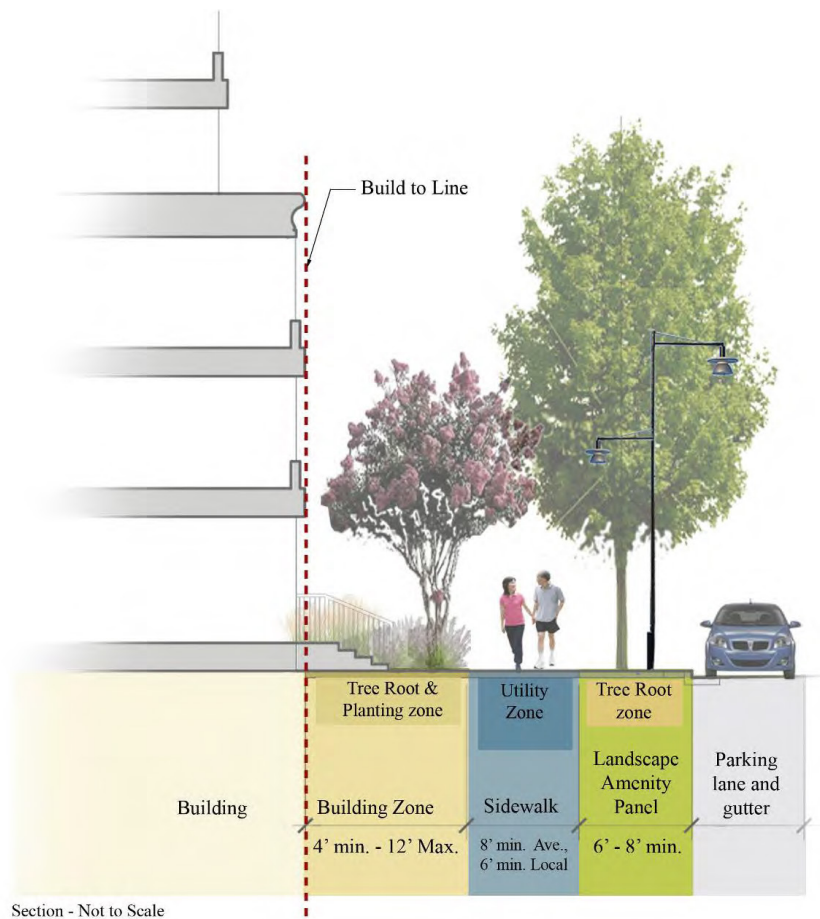 Build to Line
Tree Root &
Planting zone
Utility
Zone
Tree Root
zone
Landscape
Amenity
Panel
Parking
lane and
gutter
Building
Building Zone
Sidewalk
4’ min. - 12’ Max.
8’ min. Ave.,
6’ min. Local
6’ - 8’ min.
Section - Not to Scale